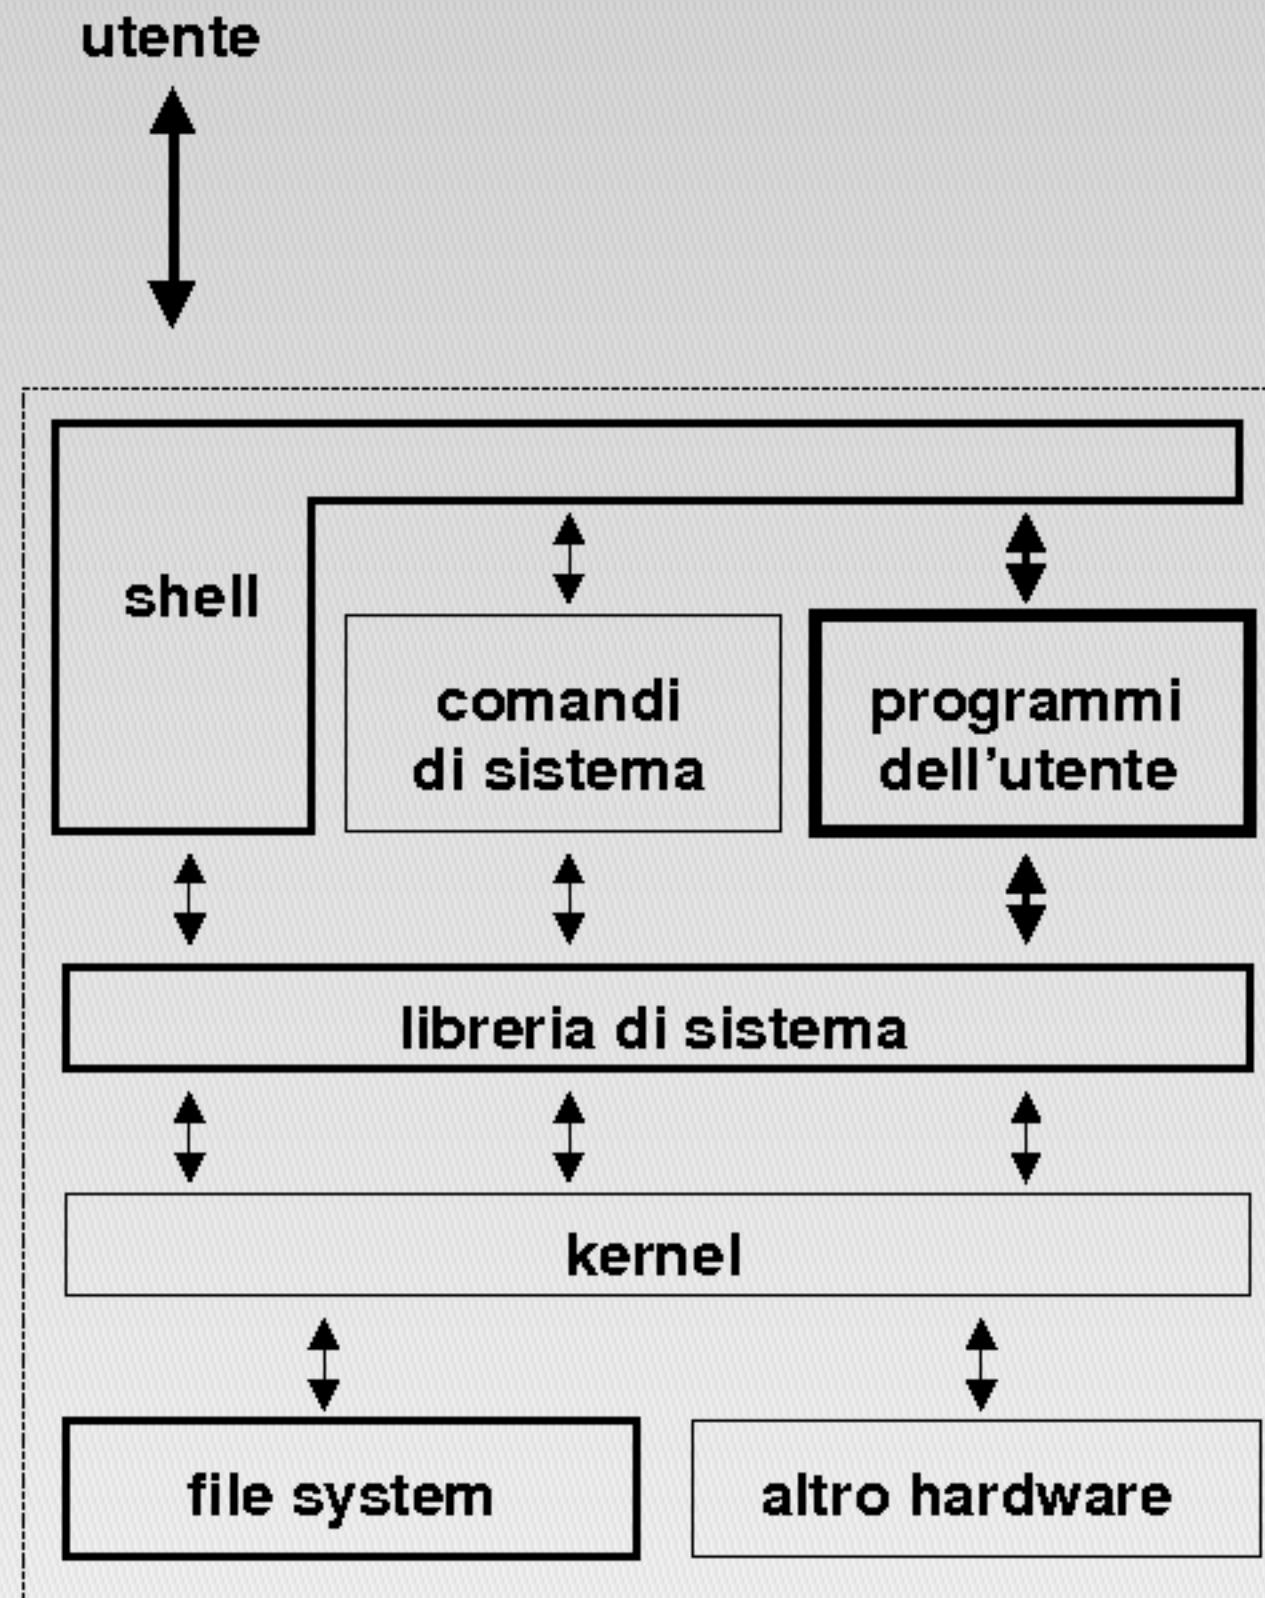 utente
shell
comandi
di sistema
programmi
dell'utente
libreria di sistema
kernel
file system
altro hardware